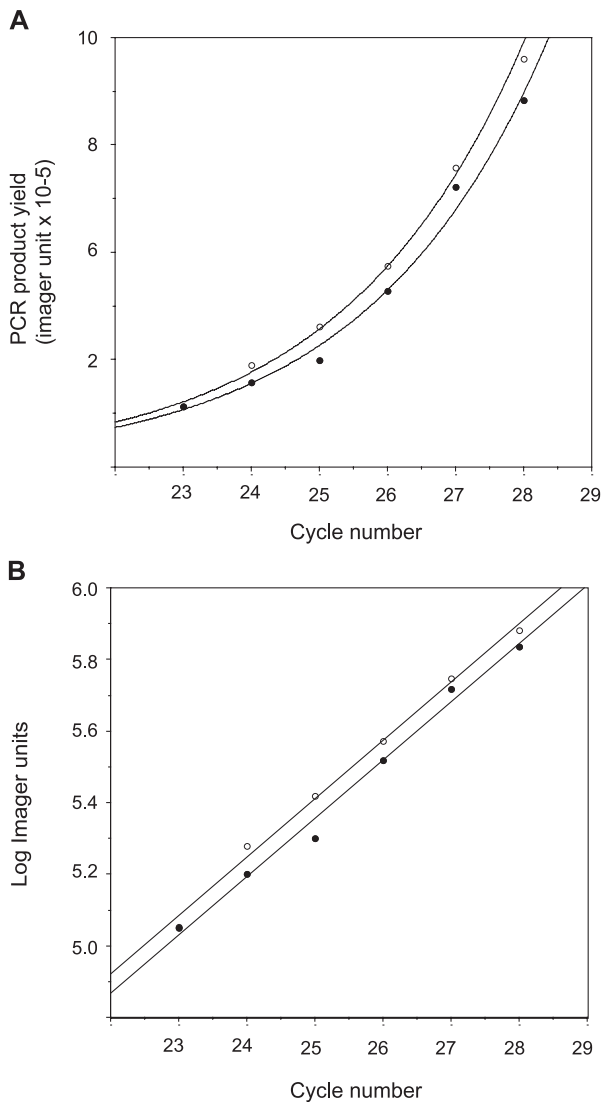 A
10
8
6
2
PCR product yield
(imager unit x 10-5)
23 24 25 26 27 28 29
Cycle number
B
6.0
5.8
5.6
5.4
5.2
5.0
Log Imager units
23 24 25 26 27 28 29
Cycle number